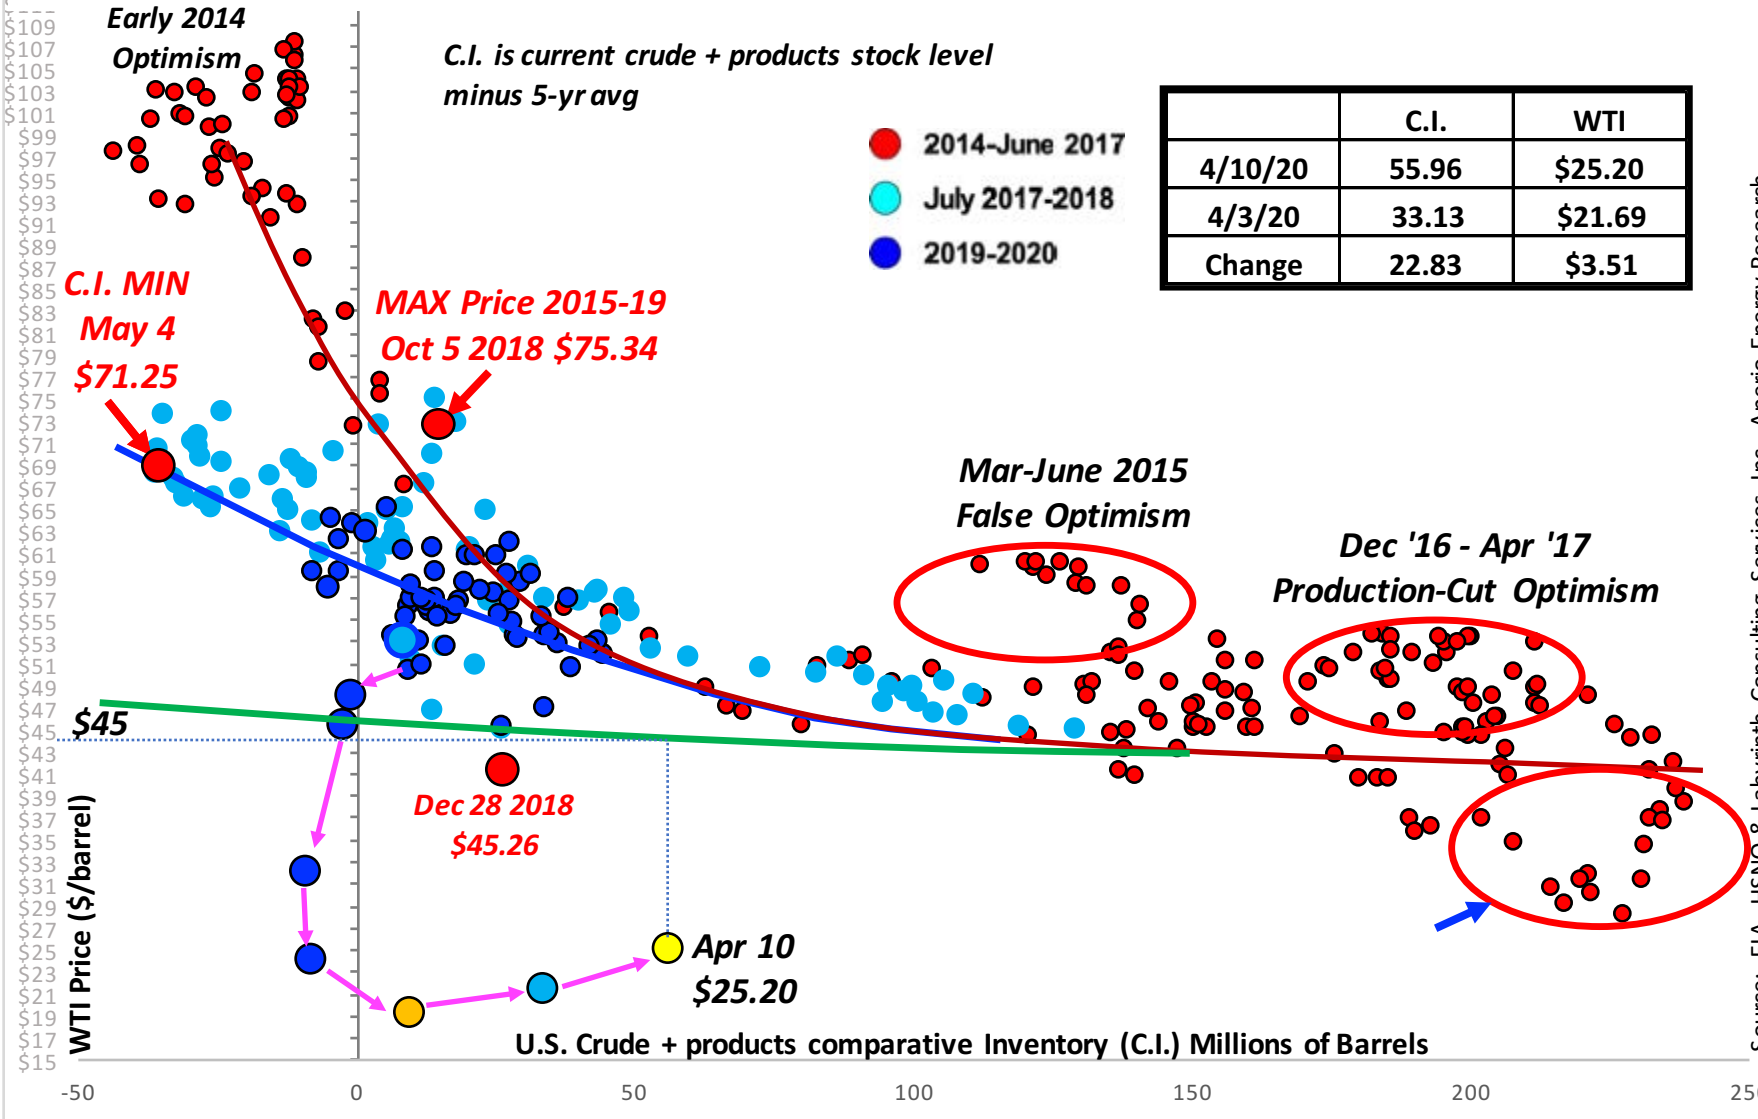 Early 2014
Optimism
C.I. is current crude + products stock level
minus 5-yr avg
2014-June 2017
July 2017-2018
2019-2020
C.I. WTI
4/10/20 55.96 $25.20
4/3/20 33.13 $21.69
Change 22.83 $3.51
C.I. MIN
May 4
$71.25
MAX Price 2015-19
Oct 5 2018 $75.34
Mar-June 2015
False Optimism
Dec '16 - Apr '17
Production-Cut Optimism
$45
Dec 28 2018
$45.26
Apr 10
$25.20
WTI Price ($/barrel)
U.S. Crude + products comparative Inventory (C.I.) Millions of Barrels
$109
$107
$105
$103
$101
$99
$97
$95
$93
$91
$89
$87
$85
$83
$81
$79
$77
$75
$73
$71
$69
$67
$65
$63
$61
$59
$57
$55
$53
$51
$49
$47
$45
$43
$41
$39
$37
$35
$33
$31
$29
$27
$25
$23
$21
$19
$17
$15
-50 0 50 100 150 200